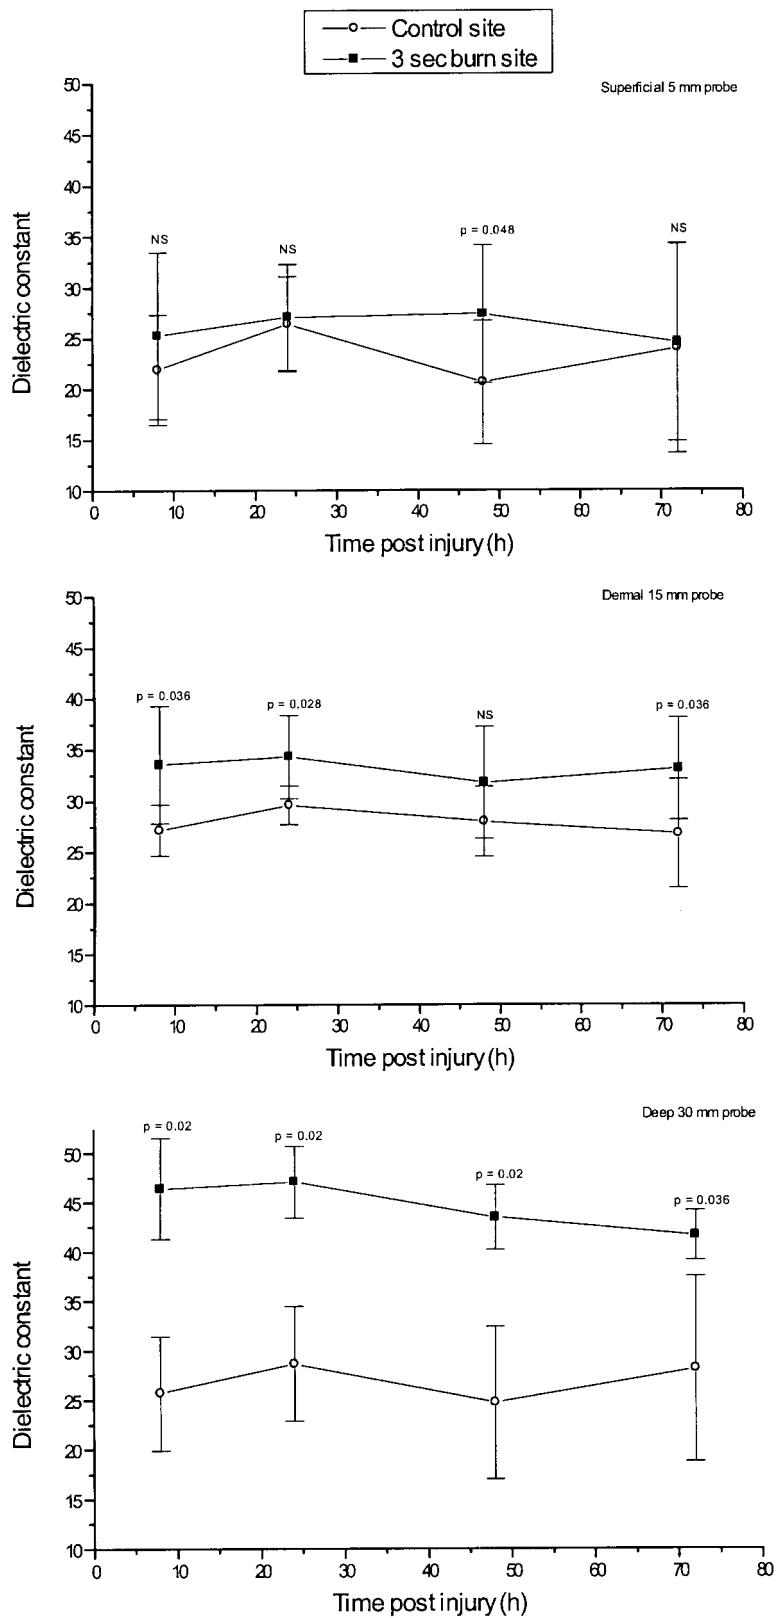 Control site
3 sec burn site
Superficial 5 mm probe
50
45
40
35
30
25
20
15
10
Dielectric constant
NS
NS
p = 0.048
NS
0 10 20 30 40 50 60 70 80
Time post injury (h)
Dermal 15 mm probe
50
45
40
35
30
25
20
15
10
Dielectric constant
p = 0.036
p = 0.028
NS
p = 0.036
0 10 20 30 40 50 60 70 80
Time post injury (h)
Deep 30 mm probe
50
45
40
35
30
25
20
15
10
Dielectric constant
p = 0.02
p = 0.02
p = 0.02
p = 0.036
0 10 20 30 40 50 60 70 80
Time post injury (h)